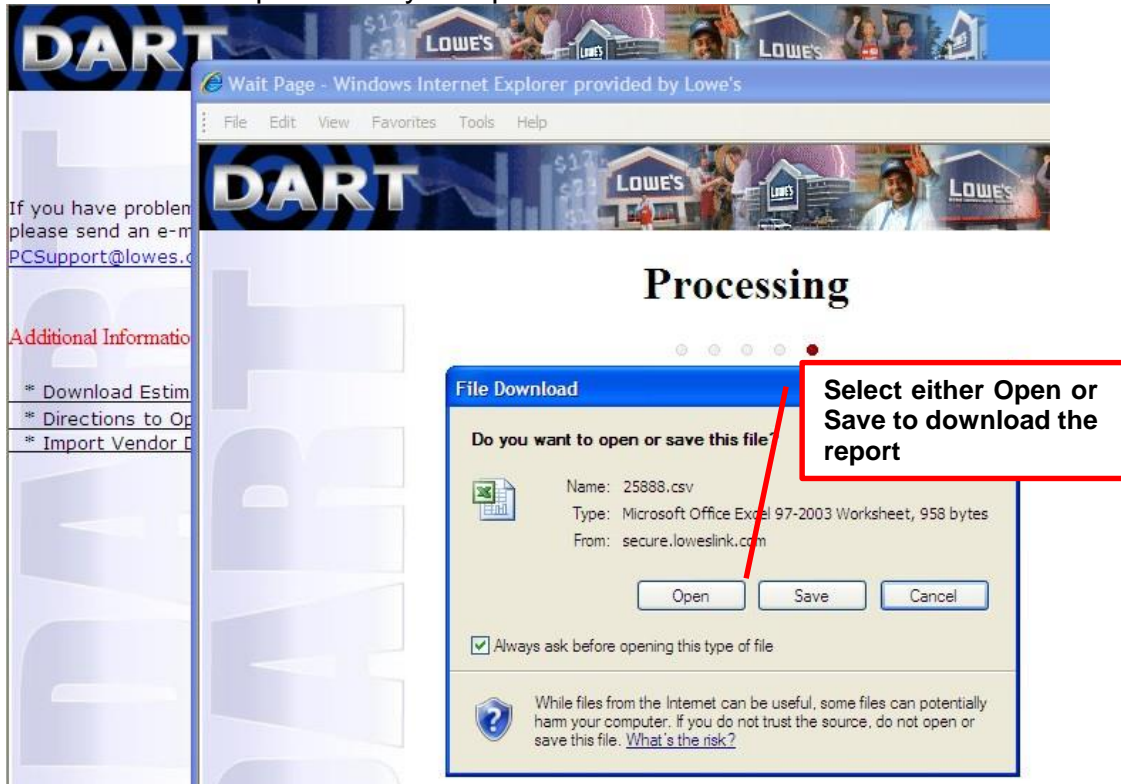 DART
LOWE'S
LOWE'S
LOWE'S
Wait Page - Windows Internet Explorer provided by Lowe's
File Edit View Favorites Tools Help
DART
LOWE'S
LOWE'S
LOWE'S
If you have
please send an e-m
PCSupport@lowes.c
Additional
* Download
* Directions to
* Import Vendor
Processing
File Download
Do you want to open or save this file?
Name: 25888.csv
Type: Microsoft Office Excel 97-2003 Worksheet, 958 bytes
From: secure.loweslink.com
Open Save Cancel
Always ask before opening this type of file
While files from the Internet can be useful, some files can potentially
harm your computer. If you do not trust the source, do not open or
save this file. What's the risk?
Select either Open or
Save to download the
report
DART
DART